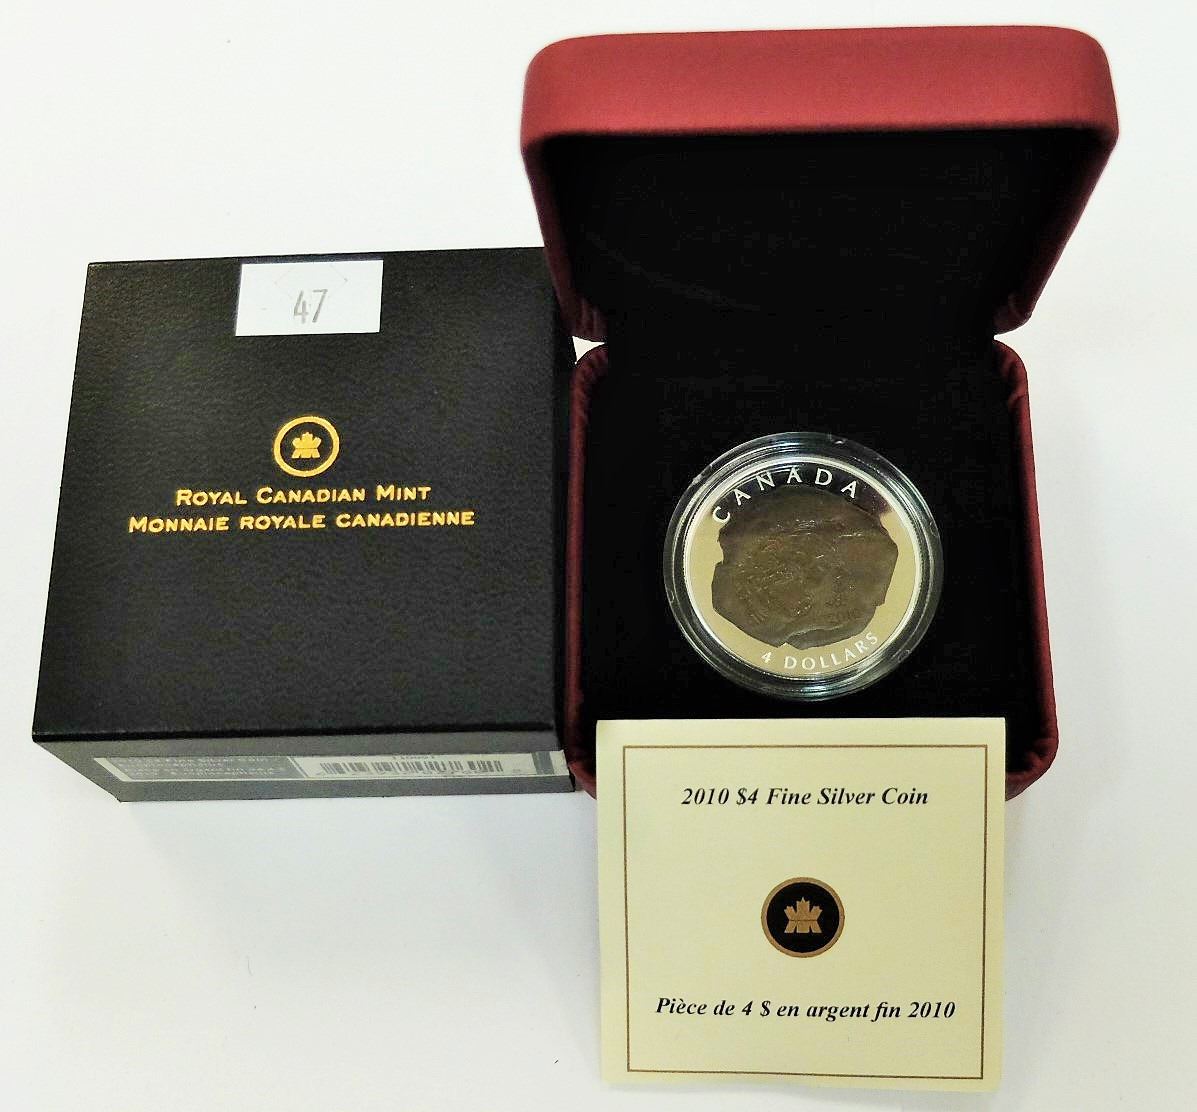 47
ROYAL CANADIAN MINT
MONNAIE ROYALE CANADIENNE
CANADA
4 DOLLARS
2010 $4 Fine Silver Coin
Pièce de 4 $ en argent fin 2010